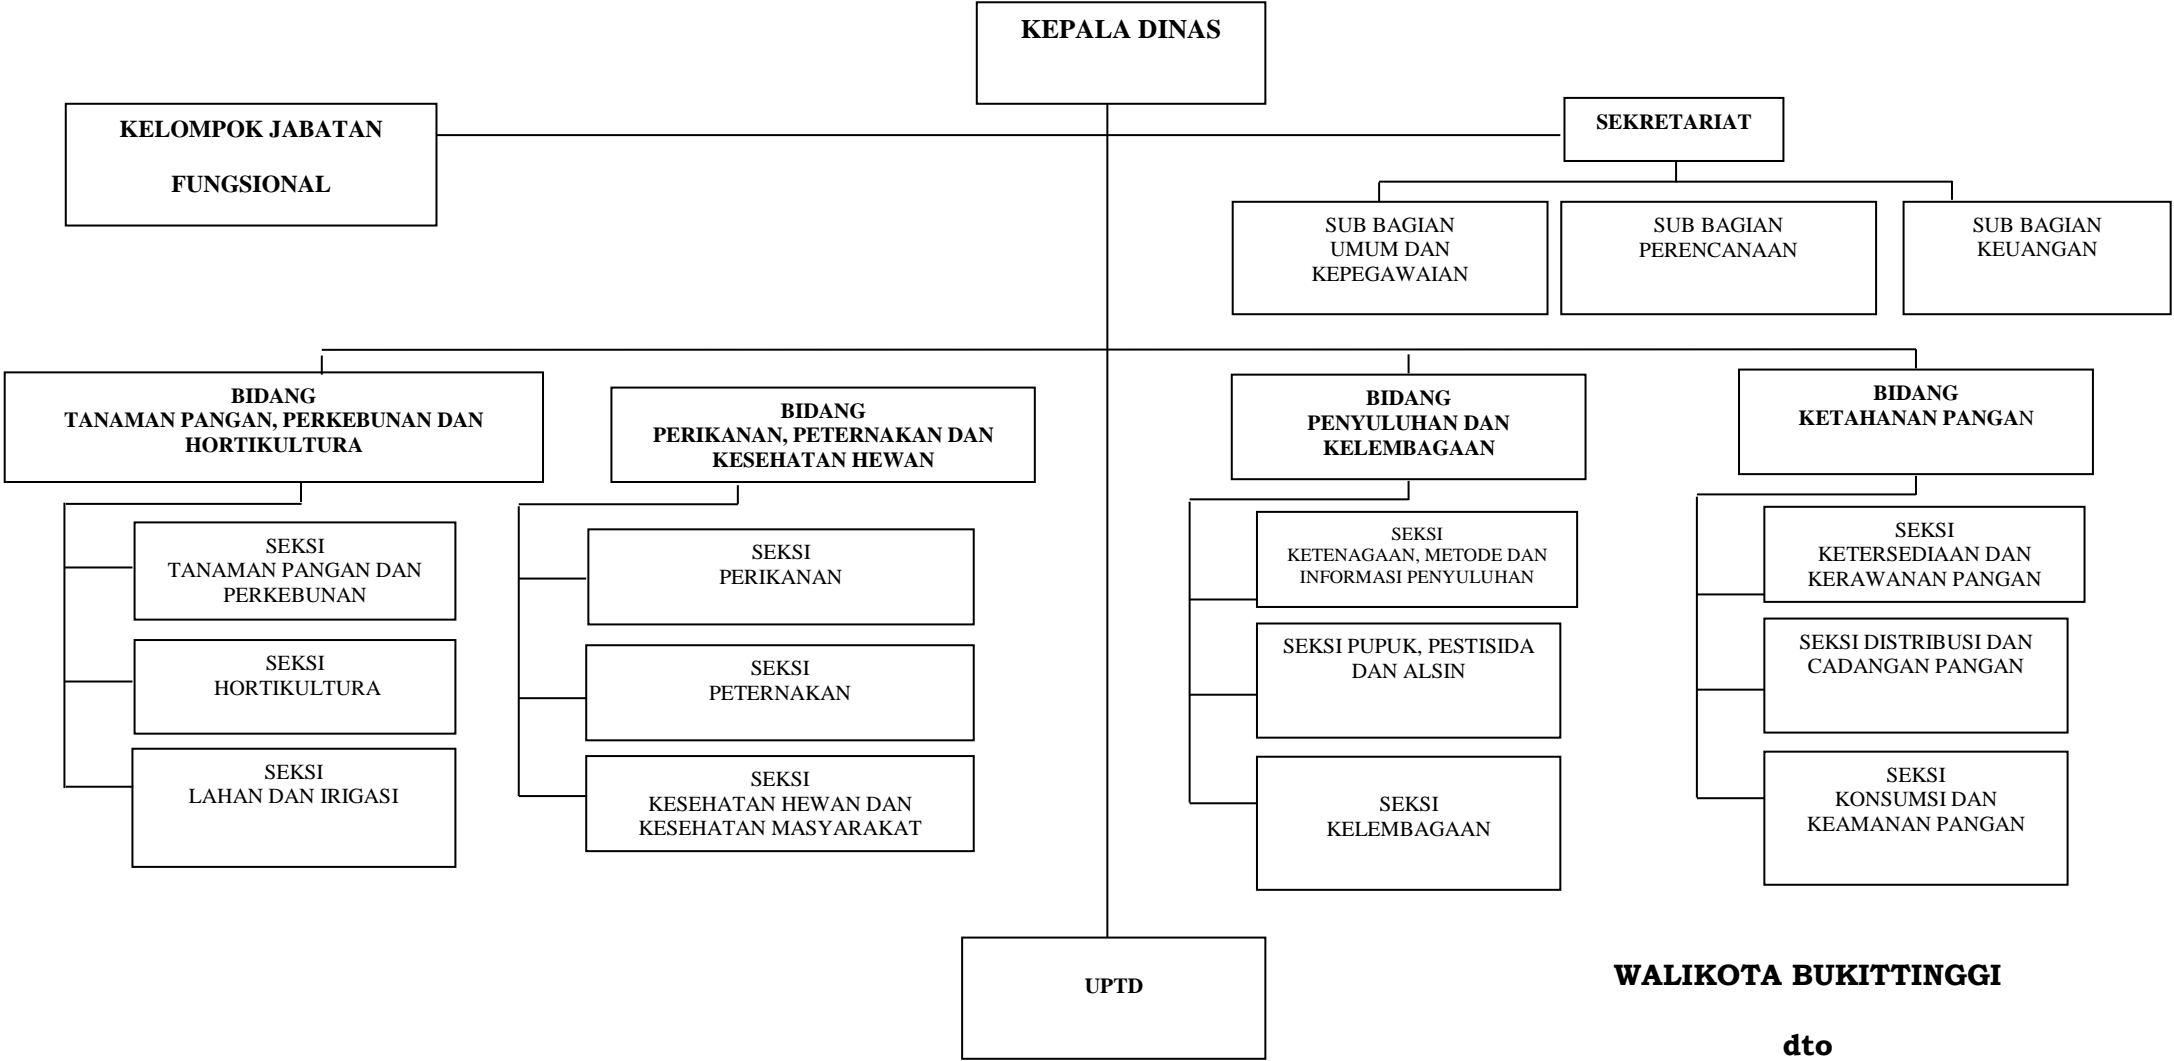 KEPALA DINAS
KELOMPOK JABATAN
FUNGSIONAL
SEKRETARIAT
SUB BAGIAN
UMUM DAN
KEPEGAWAIAN
SUB BAGIAN
PERENCANAAN
SUB BAGIAN
KEUANGAN
BIDANG
TANAMAN PANGAN, PERKEBUNAN DAN
HORTIKULTURA
BIDANG
PERIKANAN, PETERNAKAN DAN
KESEHATAN HEWAN
BIDANG
PENYULUHAN DAN
KELEMBAGAAN
BIDANG
KETAHANAN PANGAN
SEKSI
TANAMAN PANGAN DAN
PERKEBUNAN
SEKSI
HORTIKULTURA
SEKSI
LAHAN DAN IRIGASI
SEKSI
PERIKANAN
SEKSI
PETERNAKAN
SEKSI
KESEHATAN HEWAN DAN
KESEHATAN MASYARAKAT
SEKSI
KETENAGAAN, METODE DAN
INFORMASI PENYULUHAN
SEKSI PUPUK, PESTISIDA
DAN ALSIN
SEKSI
KELEMBAGAAN
SEKSI
KETERSEDIAAN DAN
KERAWANAN PANGAN
SEKSI DISTRIBUSI DAN
CADANGAN PANGAN
SEKSI
KONSUMSI DAN
KEAMANAN PANGAN
UPTD
WALIKOTA BUKITTINGGI
dto